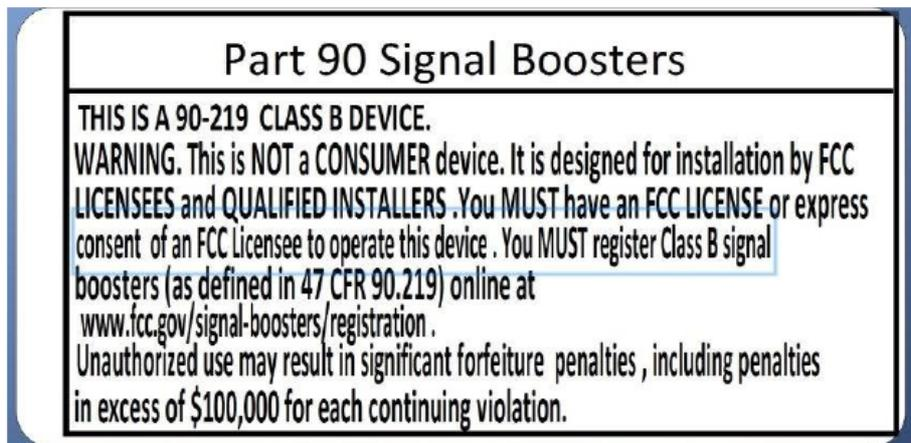 Part 90 Signal Boosters
THIS IS A 90-219 CLASS B DEVICE.
WARNING. This is NOT a CONSUMER device. It is designed for installation by FCC
LICENSEES and QUALIFIED INSTALLERS .You MUST have an FCC LICENSE or express
consent of an FCC Licensee to operate this device . You MUST register Class B signal
boosters (as defined in 47 CFR 90.219) online at
www.fcc.gov/signal-boosters/registration .
Unauthorized use may result in significant forfeiture penalties , including penalties
in excess of $100,000 for each continuing violation.